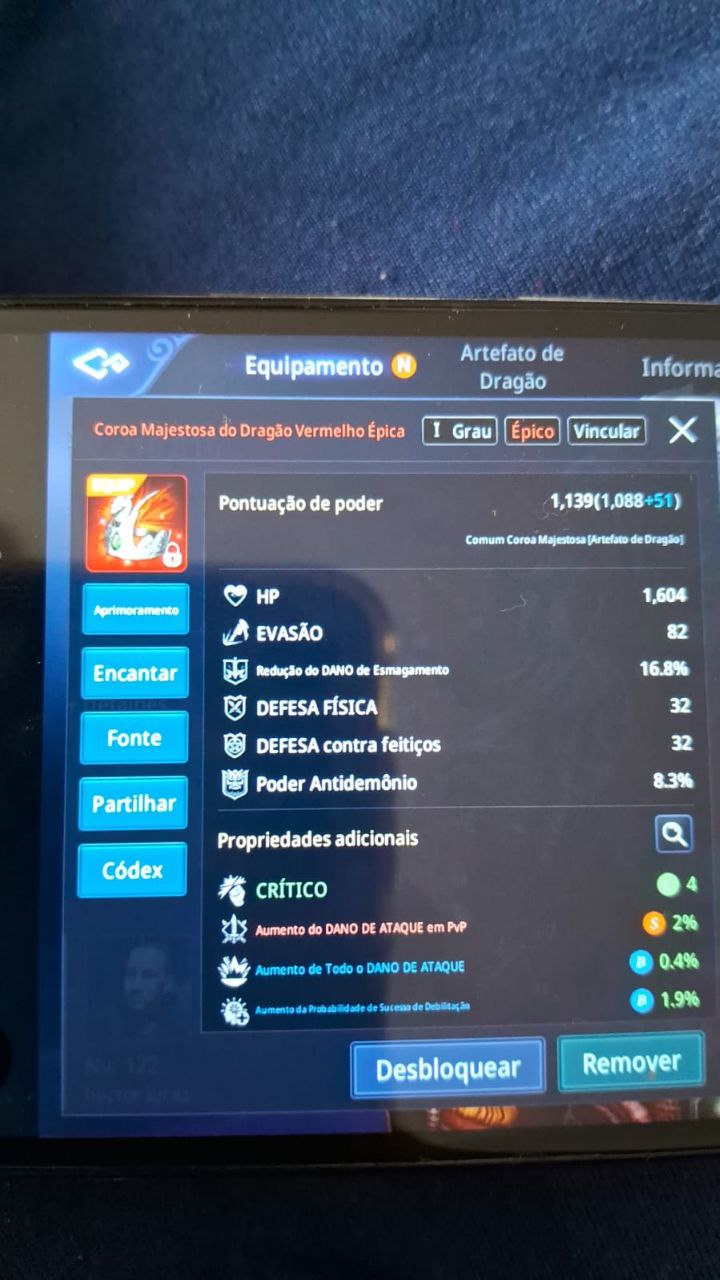 Equipamento N
Artefato de
Dragão
Informa
Coroa Majestosa do Dragão Vermelho Épica
I Grau
Épico
Vincular
Pontuação de poder 1,139(1,088+51)
Comum Coroa Majestosa [Artefato de Dragão]
Aprimoramento
Encantar
Fonte
Partilhar
Códex
HP 1,604
EVASÃO 82
Redução do DANO de Esmagamento 16.8%
DEFESA FÍSICA 32
DEFESA contra feitiços 32
Poder Antidemônio 8.3%
Propriedades adicionais
CRÍTICO 4
Aumento do DANO DE ATAQUE em PvP S 2%
Aumento de Todo o DANO DE ATAQUE B 0.4%
Aumento da Probabilidade de Sucesso de Debilitação B 1.9%
Nv. 122
Desbloquear
Remover